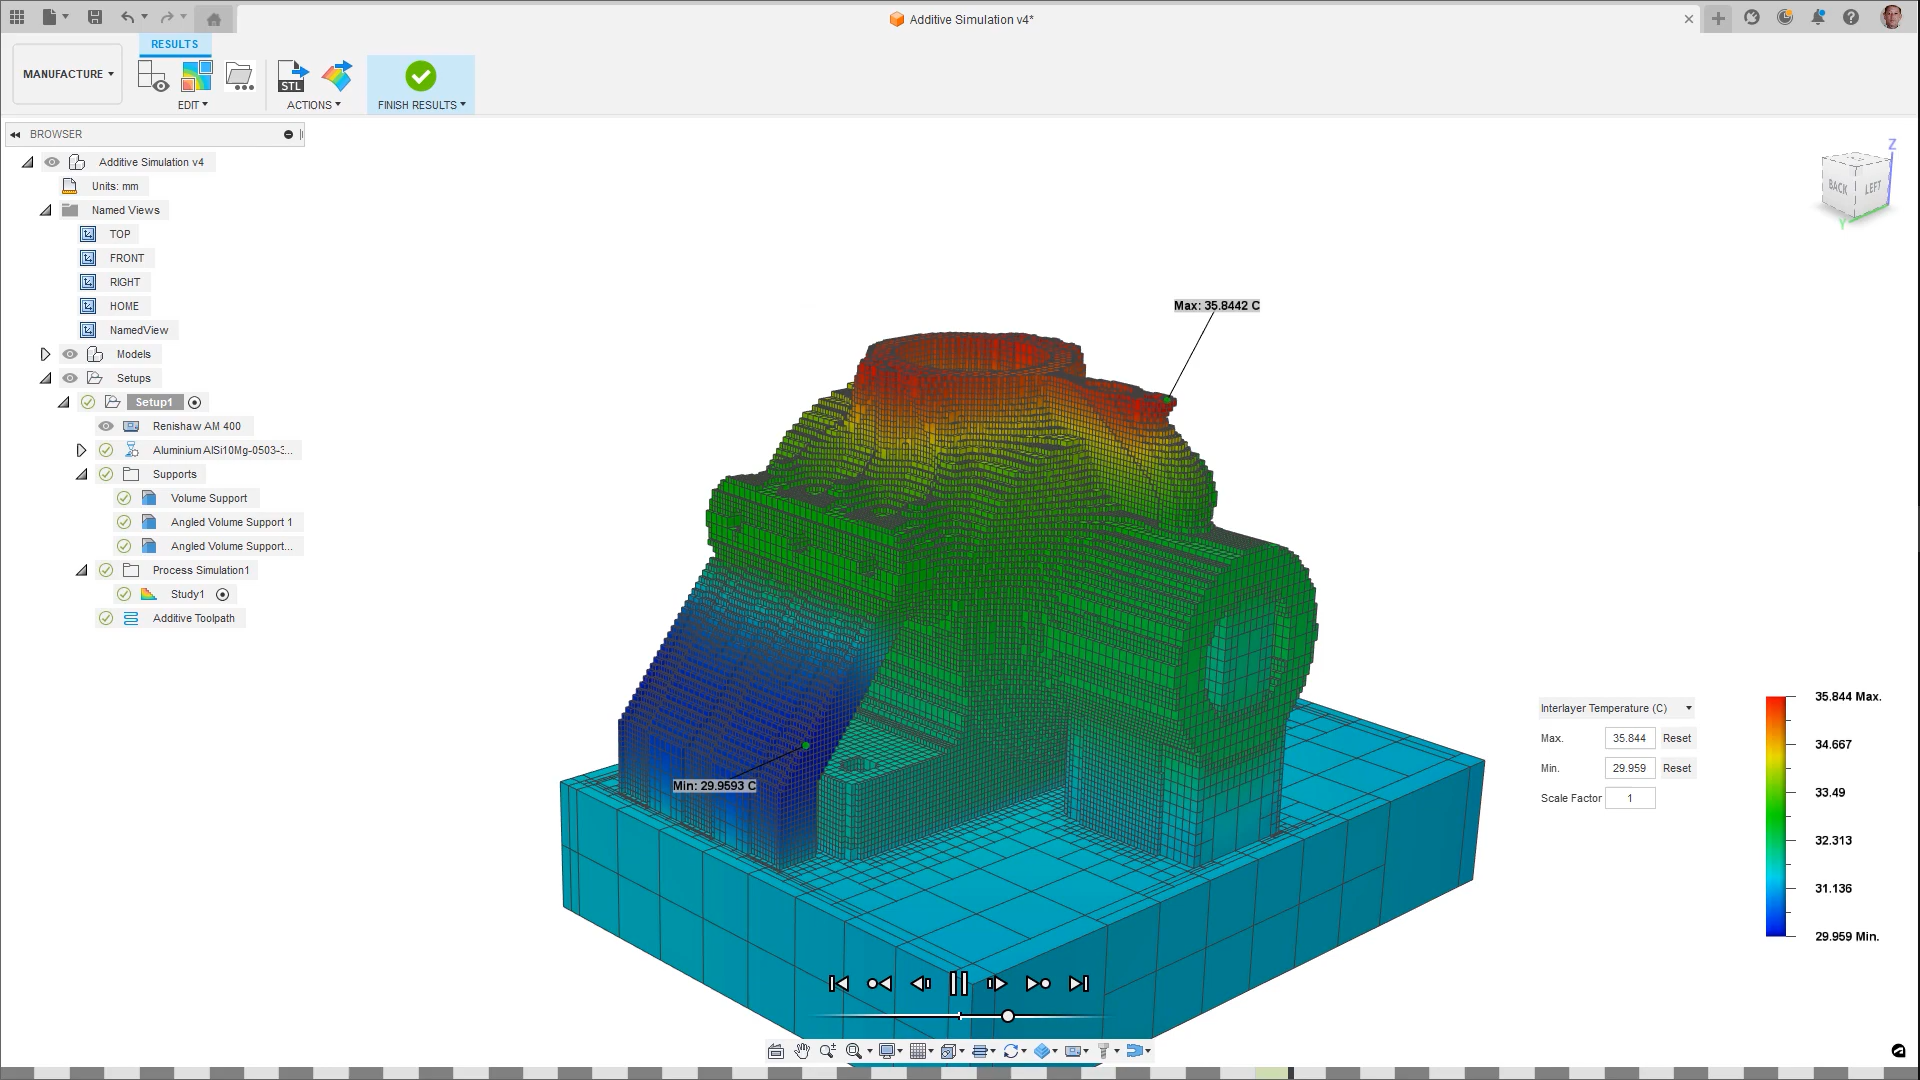 Additive Simulation v4*
RESULTS
MANUFACTURE
STL
EDIT
ACTIONS
FINISH RESULTS
BROWSER
Additive Simulation v4
Units: mm
Named Views
TOP
FRONT
RIGHT
HOME
NamedView
Models
Setups
Setup1
Renishaw AM 400
Aluminium AlSi10Mg-0503-3...
Supports
Volume Support
Angled Volume Support 1
Angled Volume Support...
Process Simulation1
Study1
Additive Toolpath
Z
BACK
LEFT
Y
Max: 35.8442 C
Min: 29.9593 C
Interlayer Temperature (C)
Max. 35.844 Reset
Min. 29.959 Reset
Scale Factor 1
35.844 Max.
34.667
33.49
32.313
31.136
29.959 Min.